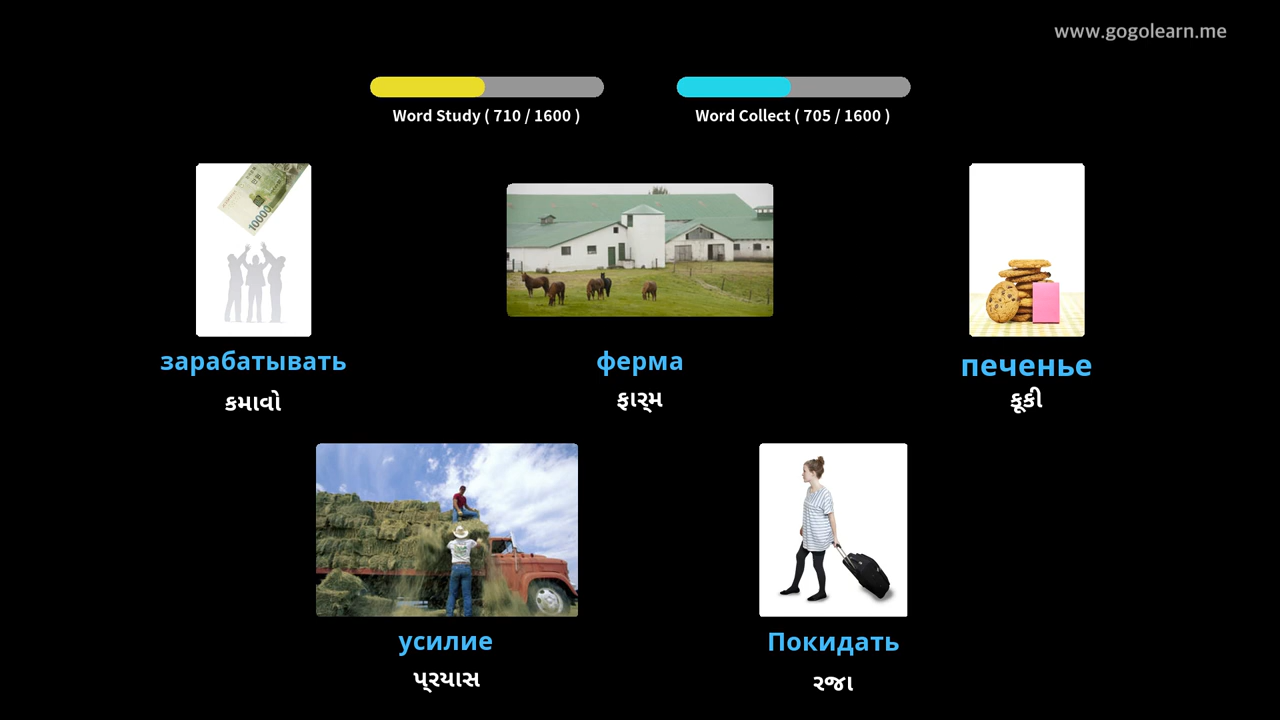 www.gogolearn.me
Word Study ( 710 / 1600 )
Word Collect ( 705 / 1600 )
10000
зарабатывать
ферма
печенье
કમાવો
ફાર્મ
કૂકી
усилие
Покидать
પ્રયાસ
રજા